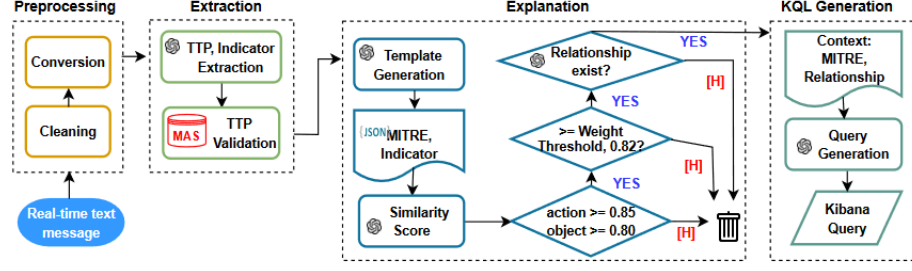 Preprocessing
Extraction
Explanation
KQL Generation
Conversion
Cleaning
Real-time text
message
TTP, Indicator
Extraction
MAS
TTP
Validation
Template
Generation
{JSON}
MITRE,
Indicator
Similarity
Score
Relationship
exist?
YES
[H]
YES
>= Weight
Threshold, 0.82?
[H]
YES
action >= 0.85
object >= 0.80
[H]
Context:
MITRE,
Relationship
Query
Generation
Kibana
Query